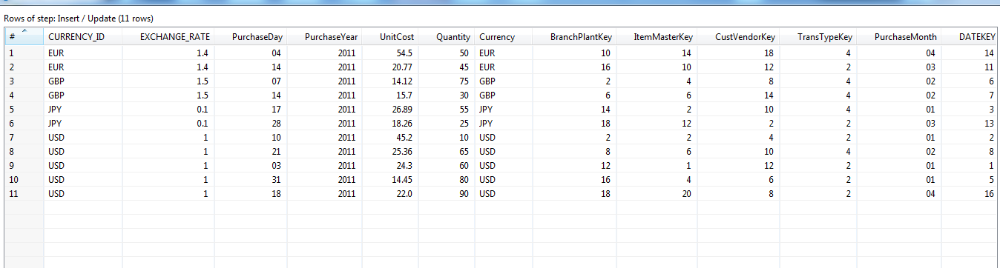 Rows of step: Insert / Update (11 rows)
# CURRENCY_ID EXCHANGE_RATE PurchaseDay PurchaseYear UnitCost Quantity Currency BranchPlantKey ItemMasterKey CustVendorKey TransTypeKey PurchaseMonth DATEKEY
1 EUR 1.4 04 2011 54.5 50 EUR 10 14 18 4 04 14
2 EUR 1.4 14 2011 20.77 45 EUR 16 10 12 2 03 11
3 GBP 1.5 07 2011 14.12 75 GBP 2 4 8 4 02 6
4 GBP 1.5 14 2011 15.7 30 GBP 6 6 14 4 02 7
5 JPY 0.1 17 2011 26.89 55 JPY 14 2 10 4 01 3
6 JPY 0.1 28 2011 18.26 25 JPY 18 12 2 2 03 13
7 USD 1 10 2011 45.2 10 USD 2 2 4 2 01 2
8 USD 1 21 2011 25.36 65 USD 8 6 10 4 02 8
9 USD 1 03 2011 24.3 60 USD 12 1 12 2 01 1
10 USD 1 31 2011 14.45 80 USD 16 4 6 2 01 5
11 USD 1 18 2011 22.0 90 USD 18 20 8 2 04 16